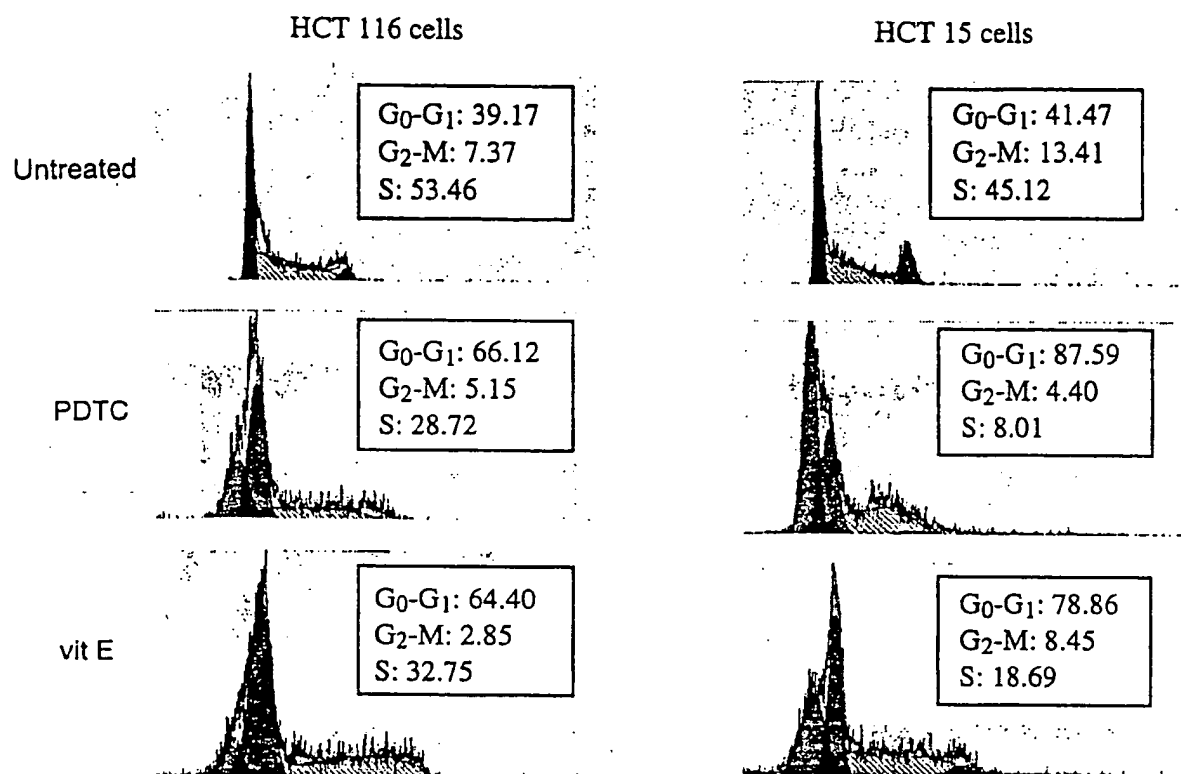 HCT 116 cells
HCT 15 cells
Untreated
G0-G1: 39.17
G2-M: 7.37
S: 53.46
G0-G1: 41.47
G2-M: 13.41
S: 45.12
PDTC
G0-G1: 66.12
G2-M: 5.15
S: 28.72
G0-G1: 87.59
G2-M: 4.40
S: 8.01
vit E
G0-G1: 64.40
G2-M: 2.85
S: 32.75
G0-G1: 78.86
G2-M: 8.45
S: 18.69